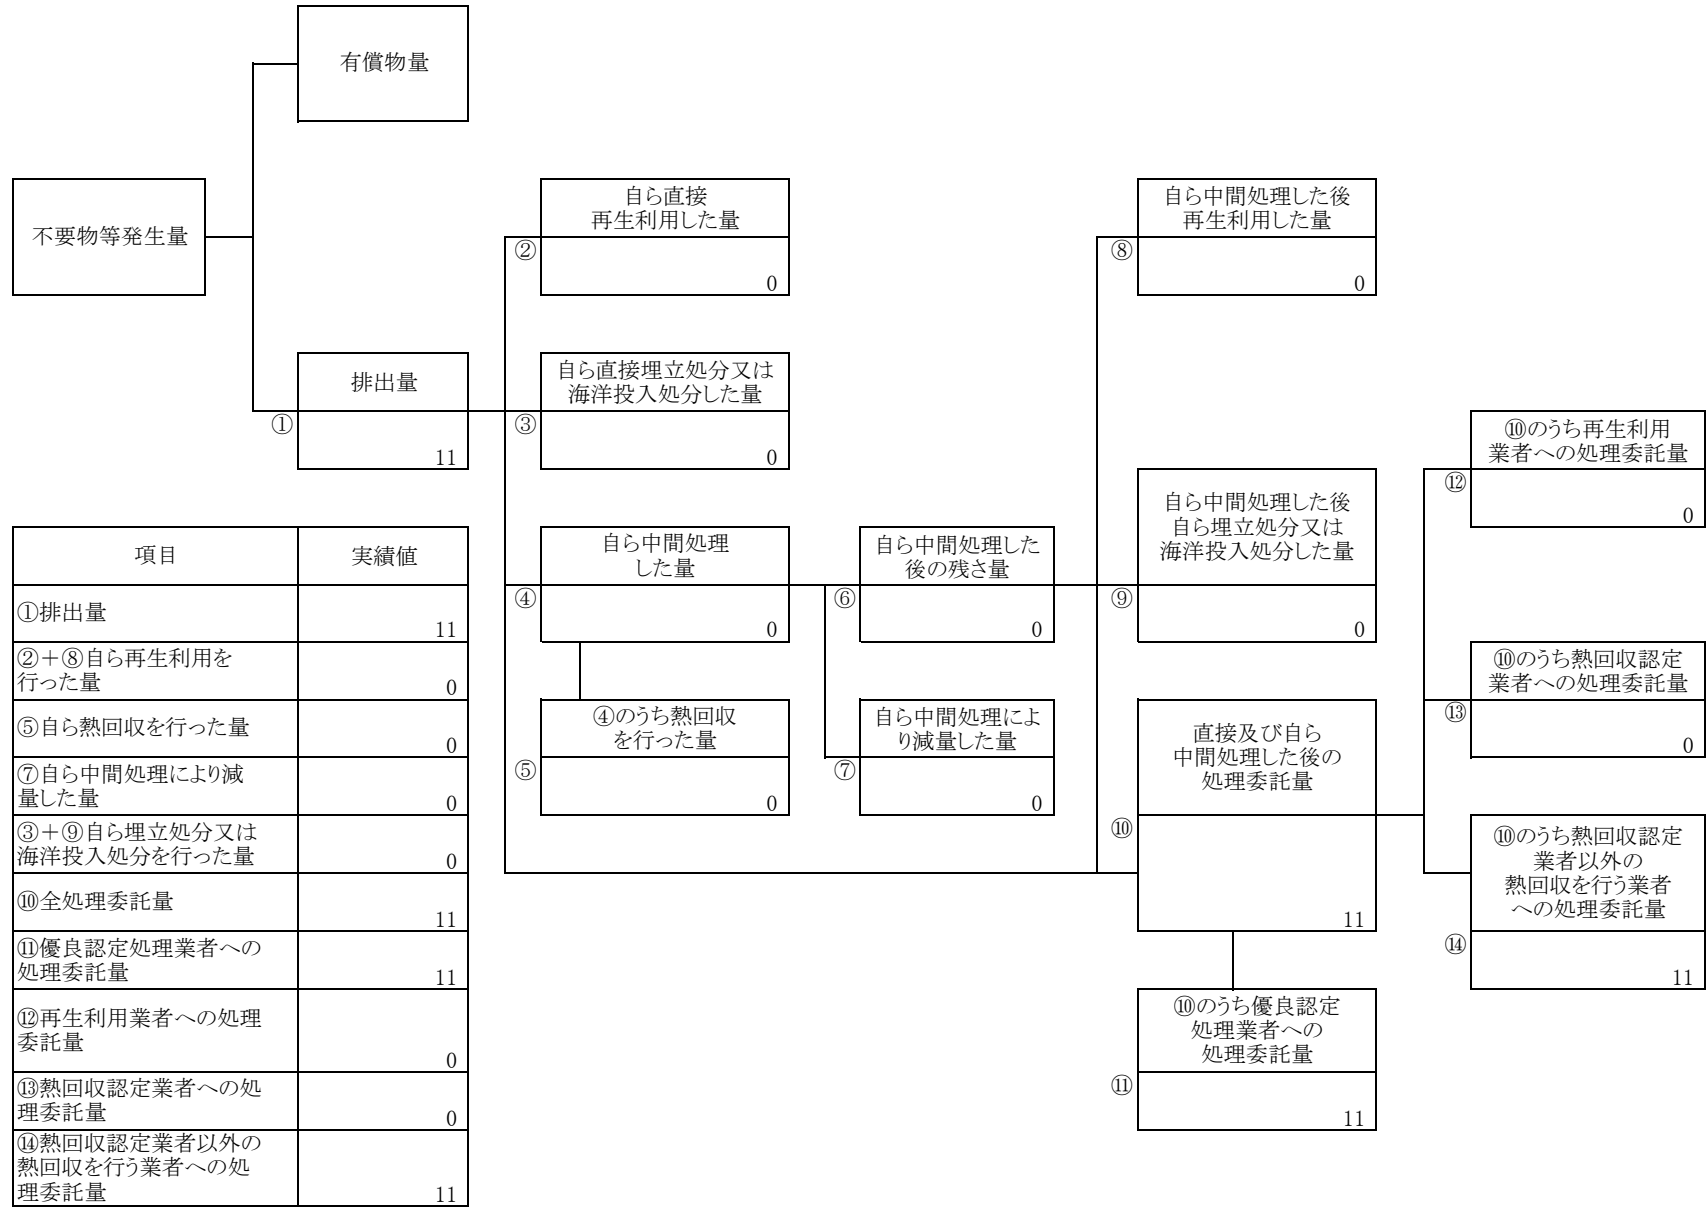 有償物量
不要物等発生量
自ら直接
再生利用した量
②
0
自ら中間処理した後
再生利用した量
⑧
0
排出量
①
11
自ら直接埋立処分又は
海洋投入処分した量
③
0
⑩のうち再生利用
業者への処理委託量
⑫
0
自ら中間処理
した量
④
0
自ら中間処理した
後の残さ量
⑥
0
自ら中間処理した後
自ら埋立処分又は
海洋投入処分した量
⑨
0
⑩のうち熱回収認定
業者への処理委託量
⑬
0
④のうち熱回収
を行った量
⑤
0
自ら中間処理によ
り減量した量
⑦
0
直接及び自ら
中間処理した後の
処理委託量
⑩
11
⑩のうち熱回収認定
業者以外の
熱回収を行う業者
への処理委託量
⑭
11
⑩のうち優良認定
処理業者への
処理委託量
⑪
11
項目 実績値
①排出量
11
②＋⑧自ら再生利用を
行った量
0
⑤自ら熱回収を行った量
0
⑦自ら中間処理により減
量した量
0
③＋⑨自ら埋立処分又は
海洋投入処分を行った量
0
⑩全処理委託量
11
⑪優良認定処理業者への
処理委託量
11
⑫再生利用業者への処理
委託量
0
⑬熱回収認定業者への処
理委託量
0
⑭熱回収認定業者以外の
熱回収を行う業者への処
理委託量
11